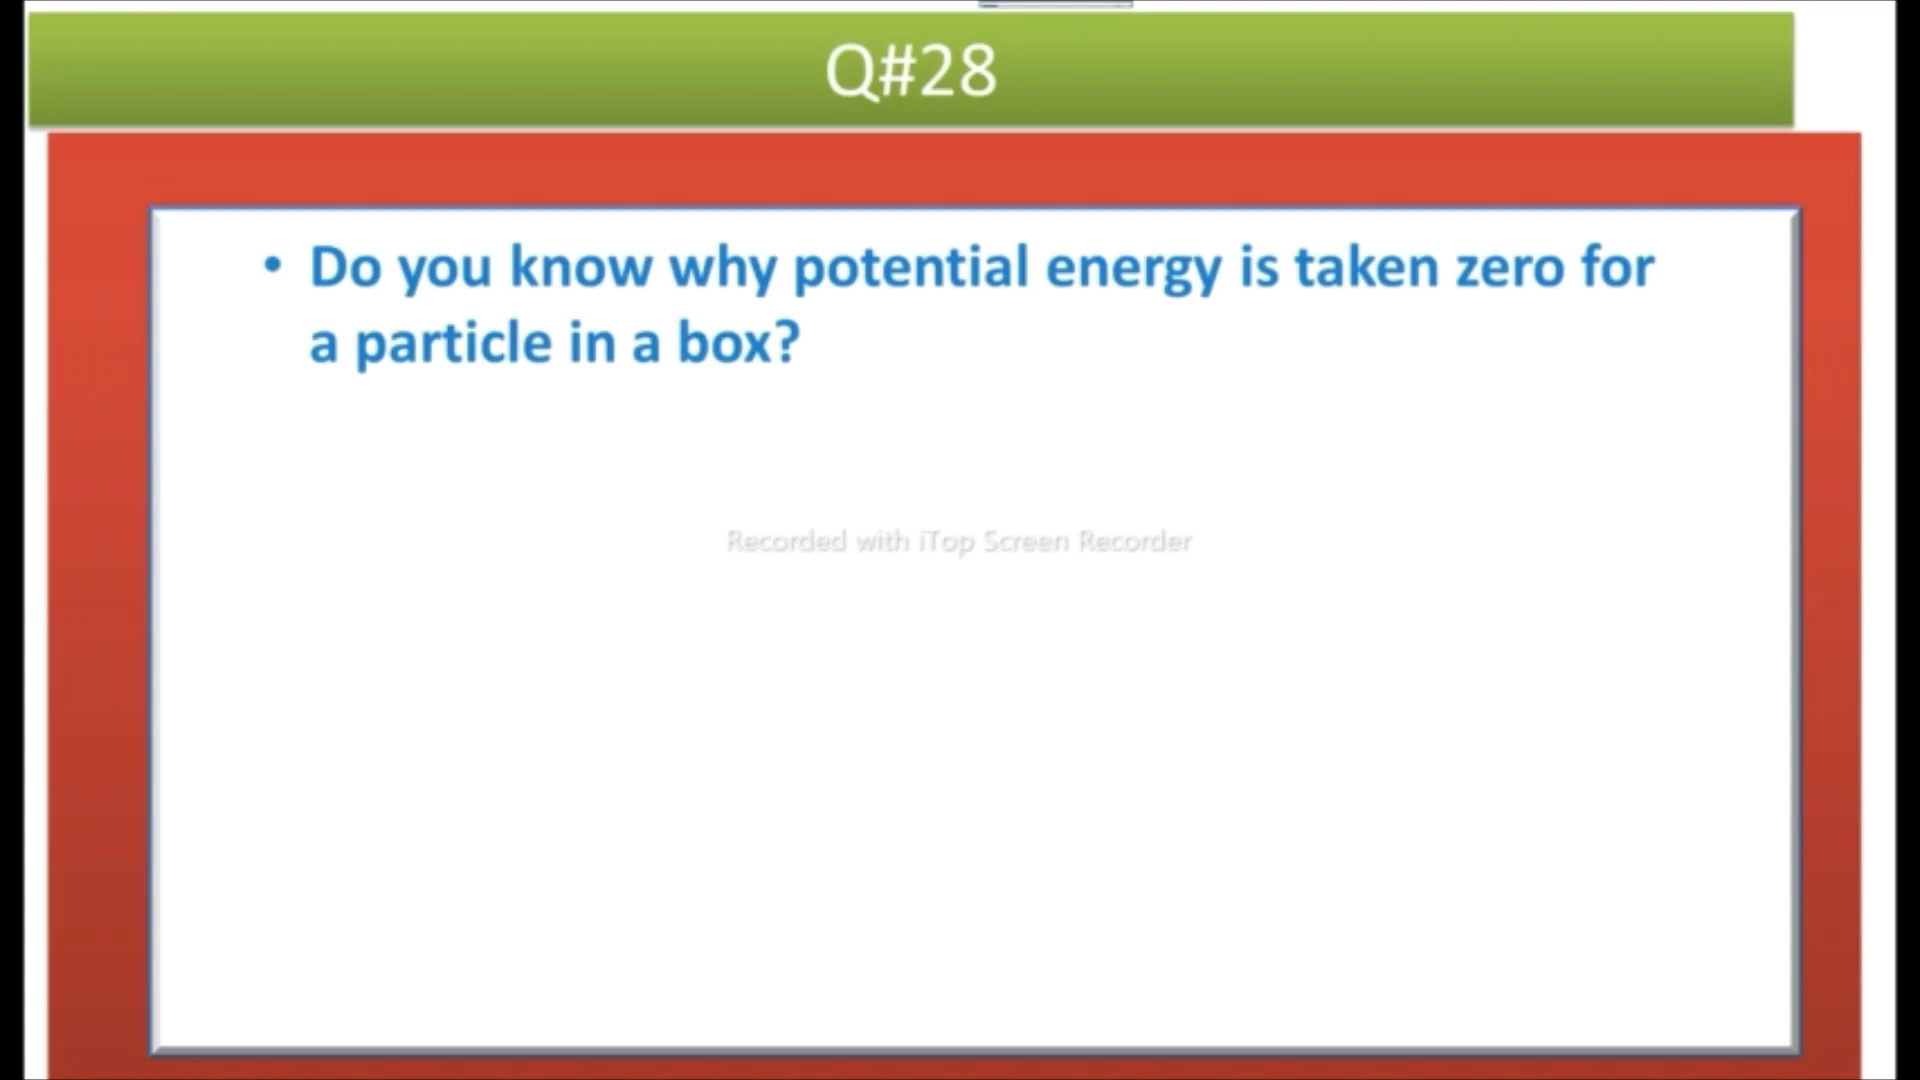 Q#28
• Do you know why potential energy is taken zero for
a particle in a box?
Recorded with iTop Screen Recorder